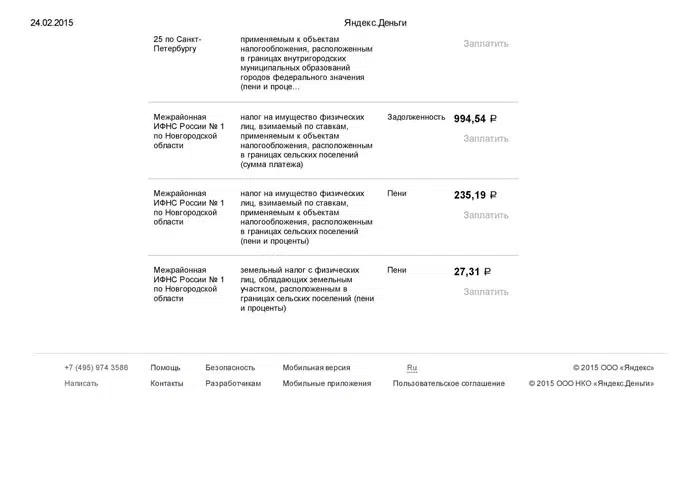 24.02.2015
Яндекс.Деньги
25 по Санкт-
Петербургу
применяемым к объектам
налогообложения, расположенным
в границах внутригородских
муниципальных образований
городов федерального значения
(пени и проце...
Заплатить
Межрайонная
ИФНС России № 1
по Новгородской
области
налог на имущество физических
лиц, взимаемый по ставкам,
применяемым к объектам
налогообложения, расположенным
в границах сельских поселений
(сумма платежа)
Задолженность
994,54 ₽
Заплатить
Межрайонная
ИФНС России № 1
по Новгородской
области
налог на имущество физических
лиц, взимаемый по ставкам,
применяемым к объектам
налогообложения, расположенным
в границах сельских поселений
(пени и проценты)
Пени
235,19 ₽
Заплатить
Межрайонная
ИФНС России № 1
по Новгородской
области
земельный налог с физических
лиц, обладающих земельным
участком, расположенным в
границах сельских поселений (пени
и проценты)
Пени
27,31 ₽
Заплатить
+7 (495) 974 3586 Помощь Безопасность Мобильная версия Ru © 2015 ООО «Яндекс»
Написать Контакты Разработчикам Мобильные приложения Пользовательское соглашение © 2015 ООО НКО «Яндекс.Деньги»